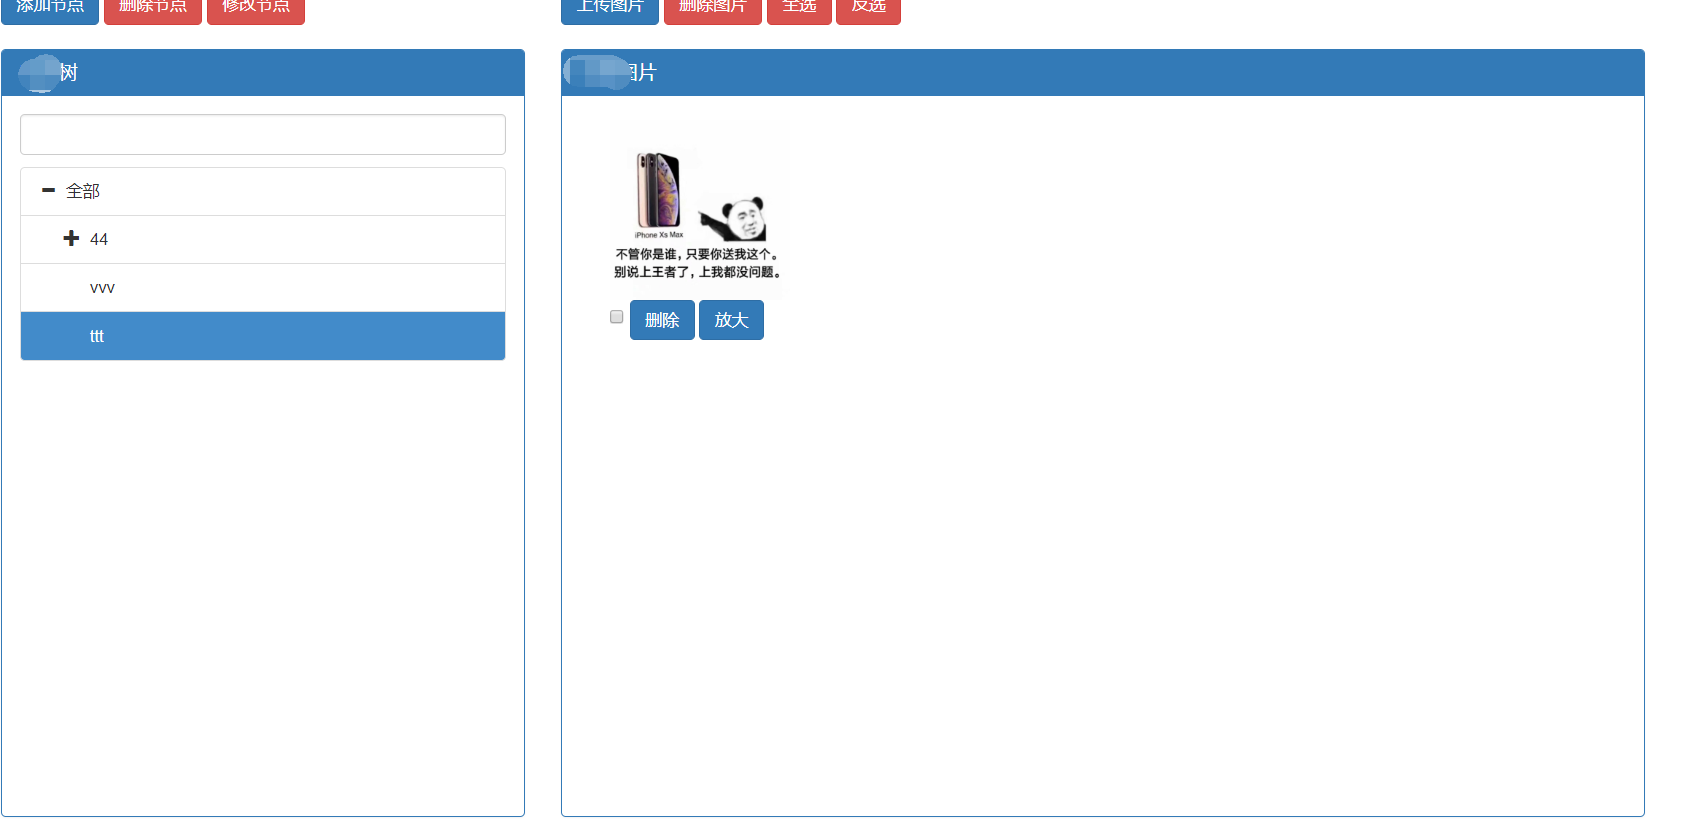 添加节点 删除节点 修改节点
上传图片 删除图片 全选 反选
树
图片
全部
44
vvv
ttt
iPhone Xs Max
不管你是谁，只要你送我这个。
别说上王者了，上我都没问题。
删除 放大